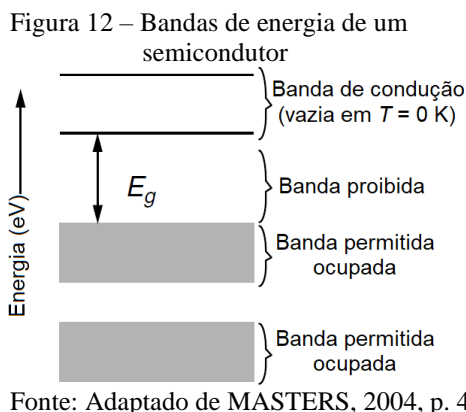 Figura 12 – Bandas de energia de um
semicondutor
Banda de condução
(vazia em T = 0 K)
Energia (eV)
E_g
Banda proibida
Banda permitida
ocupada
Banda permitida
ocupada
Fonte: Adaptado de MASTERS, 2004, p. 4